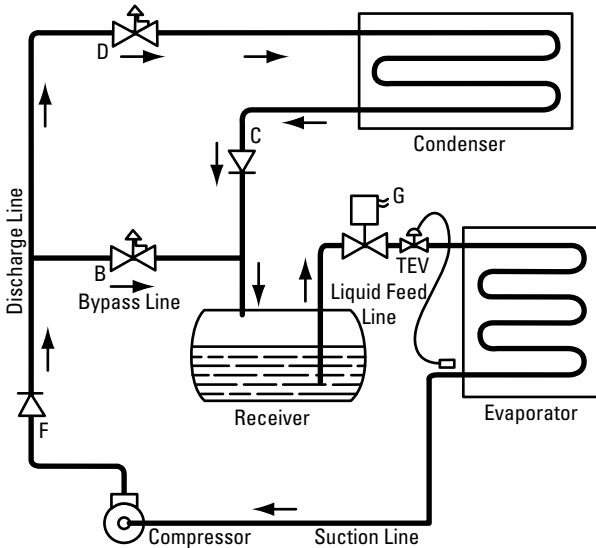 D
Condenser
C
G
TEV
Discharge Line
B
Bypass Line
Liquid Feed
Line
Receiver
Evaporator
F
Compressor
Suction Line